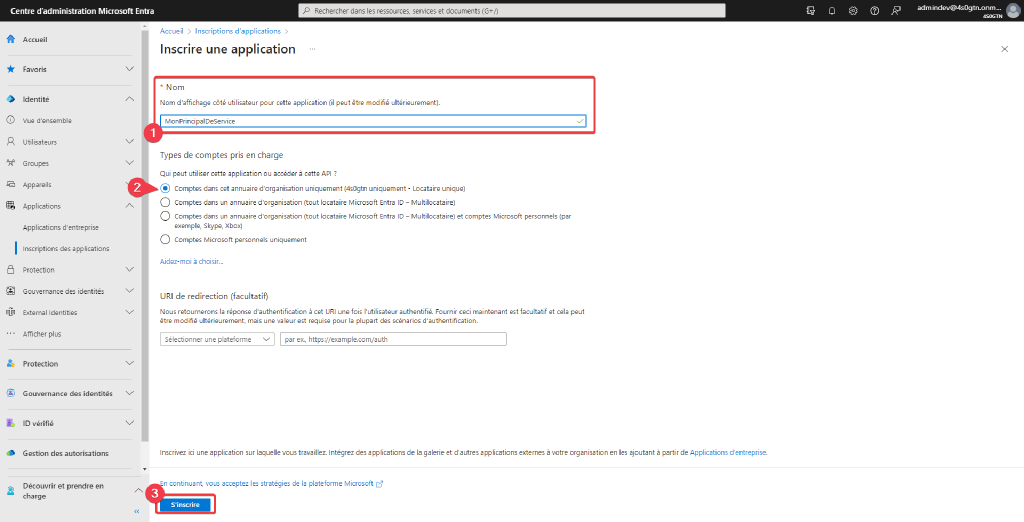 Centre d'administration Microsoft Entra
Rechercher dans les ressources, services et documents (G+/)
admindev@4s0gtn.onm...
4S0GTN
Accueil
Favoris
Identité
Vue d'ensemble
Utilisateurs
Groupes
Appareils
Applications
Applications d'entreprise
Inscriptions des applications
Protection
Gouvernance des identités
External Identities
Afficher plus
Protection
Gouvernance des identités
ID vérifié
Gestion des autorisations
Découvrir et prendre en
charge
Accueil > Inscriptions d'applications >
Inscrire une application
* Nom
Nom d'affichage côté utilisateur pour cette application (il peut être modifié ultérieurement).
MonPrincipalDeService
1
Types de comptes pris en charge
Qui peut utiliser cette application ou accéder à cette API ?
2
Comptes dans cet annuaire d'organisation uniquement (4s0gtn uniquement - Locataire unique)
Comptes dans un annuaire d'organisation (tout locataire Microsoft Entra ID – Multilocataire)
Comptes dans un annuaire d'organisation (tout locataire Microsoft Entra ID – Multilocataire) et comptes Microsoft personnels (par
exemple, Skype, Xbox)
Comptes Microsoft personnels uniquement
Aidez-moi à choisir...
URI de redirection (facultatif)
Nous retournerons la réponse d'authentification à cet URI une fois l'utilisateur authentifié. Fournir ceci maintenant est facultatif et cela peut
être modifié ultérieurement, mais une valeur est requise pour la plupart des scénarios d'authentification.
Sélectionner une plateforme
par ex., https://example.com/auth
Inscrivez ici une application sur laquelle vous travaillez. Intégrez des applications de la galerie et d'autres applications externes à votre organisation en les ajoutant à partir de Applications d'entreprise.
En continuant, vous acceptez les stratégies de la plateforme Microsoft
3
S'inscrire